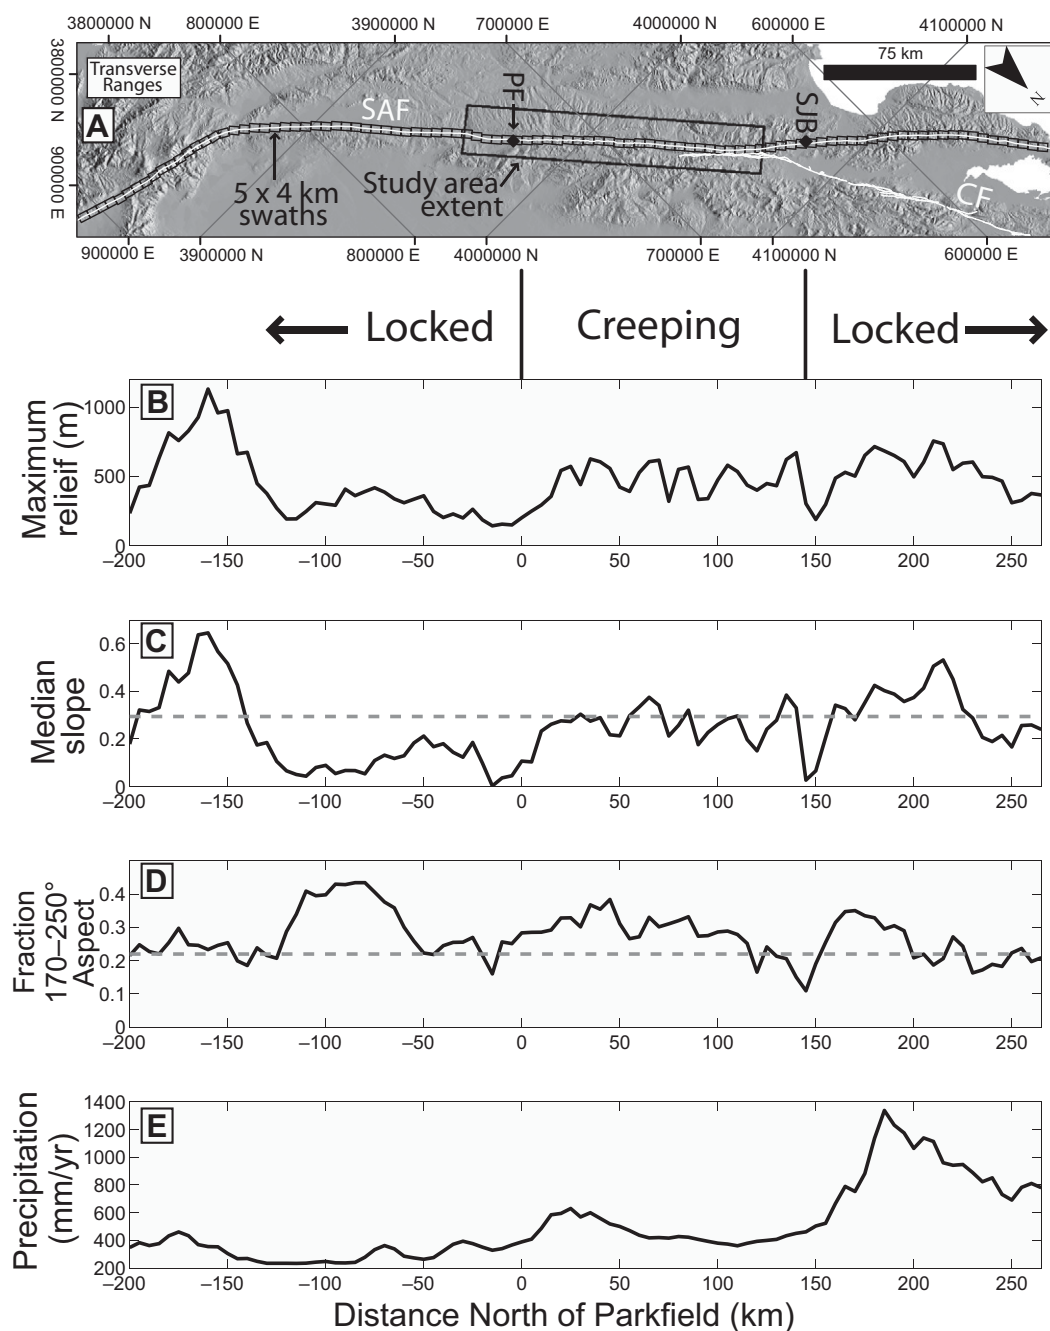 3800000 N 800000 E 3900000 N 700000 E 4000000 N 600000 E 4100000 N
3800000 N
900000 E
Transverse
Ranges
A
SAF
PF
SJB
75 km
N
5 x 4 km
swaths
Study area
extent
CF
900000 E 3900000 N 800000 E 4000000 N 700000 E 4100000 N 600000 E
Locked Creeping Locked
B
Maximum
relieif (m)
1000
500
0
–200 –150 –100 –50 0 50 100 150 200 250
C
Median
slope
0.6
0.4
0.2
0
–200 –150 –100 –50 0 50 100 150 200 250
D
Fraction
170–250°
Aspect
0.4
0.3
0.2
0.1
0
–200 –150 –100 –50 0 50 100 150 200 250
E
Precipitation
(mm/yr)
1400
1200
1000
800
600
400
200
–200 –150 –100 –50 0 50 100 150 200 250
Distance North of Parkfield (km)